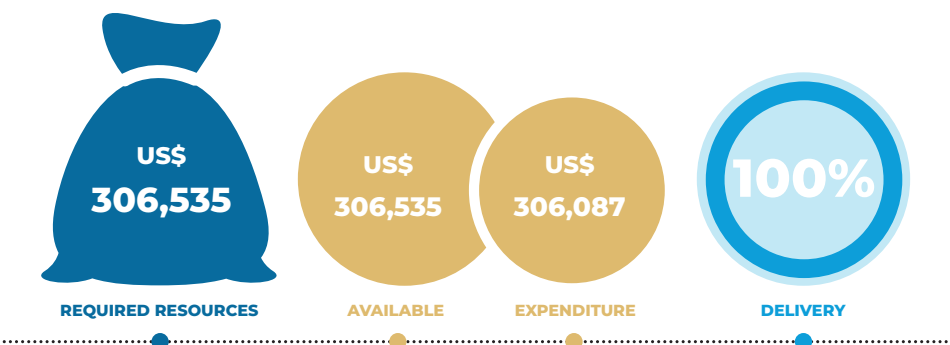 US$
306,535
REQUIRED RESOURCES
US$
306,535
AVAILABLE
US$
306,087
EXPENDITURE
100%
DELIVERY